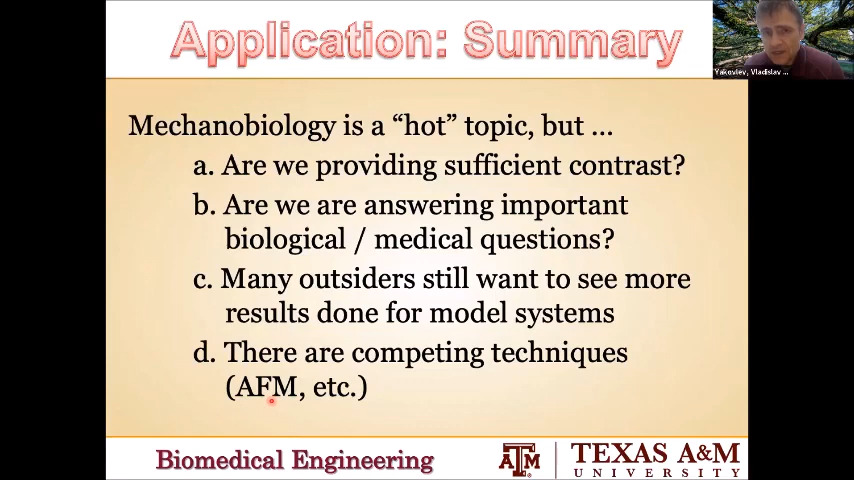 Application: Summary
Yakovlev, Vladislav ...
Mechanobiology is a “hot” topic, but ...
a. Are we providing sufficient contrast?
b. Are we are answering important
biological / medical questions?
c. Many outsiders still want to see more
results done for model systems
d. There are competing techniques
(AFM, etc.)
Biomedical Engineering
ATM
TEXAS A&M
UNIVERSITY